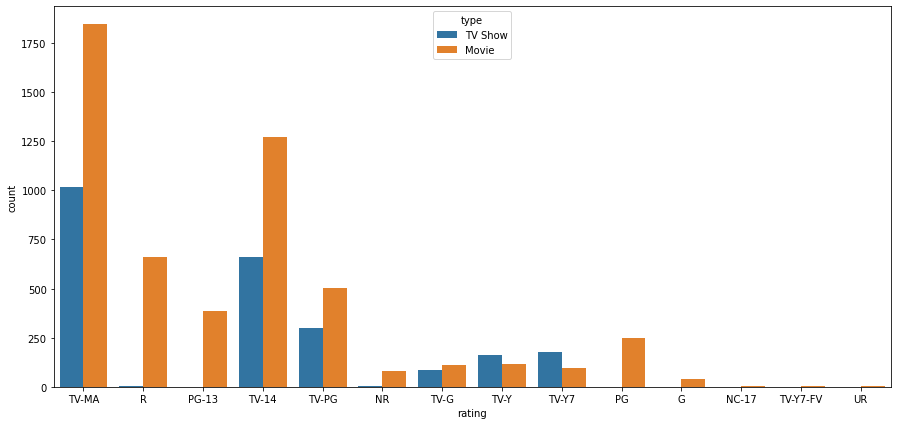 type
TV Show
Movie
count
1750
1500
1250
1000
750
500
250
0
TV-MA R PG-13 TV-14 TV-PG NR TV-G TV-Y TV-Y7 PG G NC-17 TV-Y7-FV UR
rating